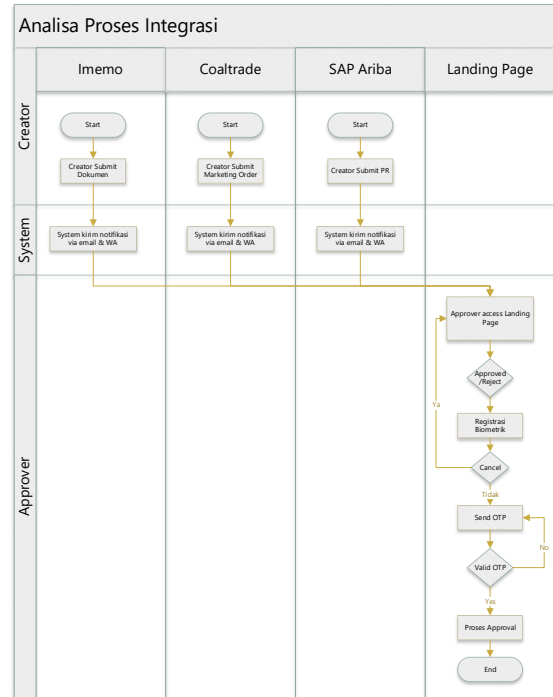 Analisa Proses Integrasi
Imemo
Coaltrade
SAP Ariba
Landing Page
Creator
Start
Start
Start
Creator Submit
Dokumen
Creator Submit
Marketing Order
Creator Submit PR
System
System kirim notifikasi
via email & WA
System kirim notifikasi
via email & WA
System kirim notifikasi
via email & WA
Approver
Approver access Landing
Page
Approved
/Reject
Ya
Registrasi
Biometrik
Cancel
Tidak
Send OTP
No
Valid OTP
Yes
Proses Approval
End